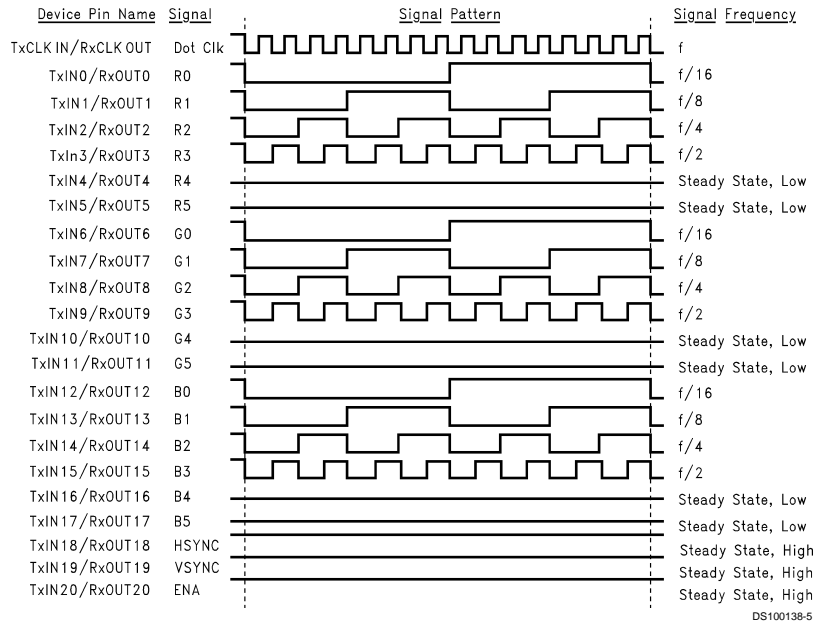 Device Pin Name Signal Signal Pattern Signal Frequency
TxCLK IN/RxCLK OUT Dot Clk f
TxIN0/RxOUT0 R0 f/16
TxIN1/RxOUT1 R1 f/8
TxIN2/RxOUT2 R2 f/4
TxIn3/RxOUT3 R3 f/2
TxIN4/RxOUT4 R4 Steady State, Low
TxIN5/RxOUT5 R5 Steady State, Low
TxIN6/RxOUT6 G0 f/16
TxIN7/RxOUT7 G1 f/8
TxIN8/RxOUT8 G2 f/4
TxIN9/RxOUT9 G3 f/2
TxIN10/RxOUT10 G4 Steady State, Low
TxIN11/RxOUT11 G5 Steady State, Low
TxIN12/RxOUT12 B0 f/16
TxIN13/RxOUT13 B1 f/8
TxIN14/RxOUT14 B2 f/4
TxIN15/RxOUT15 B3 f/2
TxIN16/RxOUT16 B4 Steady State, Low
TxIN17/RxOUT17 B5 Steady State, Low
TxIN18/RxOUT18 HSYNC Steady State, High
TxIN19/RxOUT19 VSYNC Steady State, High
TxIN20/RxOUT20 ENA Steady State, High
DS100138-5